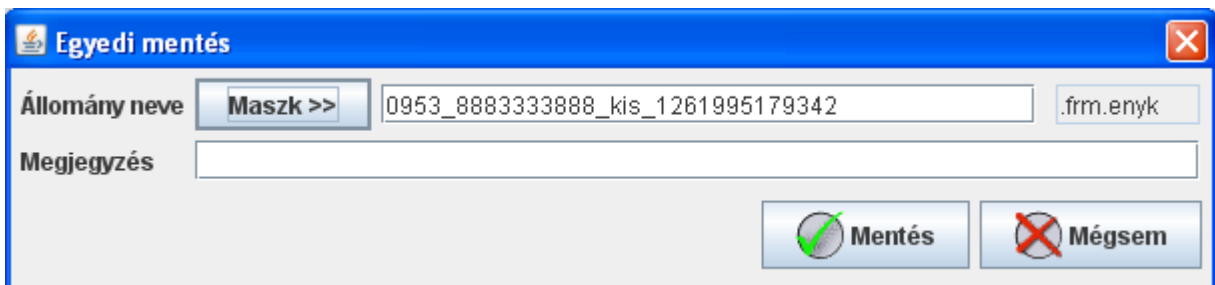 Egyedi mentés
Állomány neve Maszk >> 0953_8883333888_kis_1261995179342 .frm.enyk
Megjegyzés
Mentés Mégsem